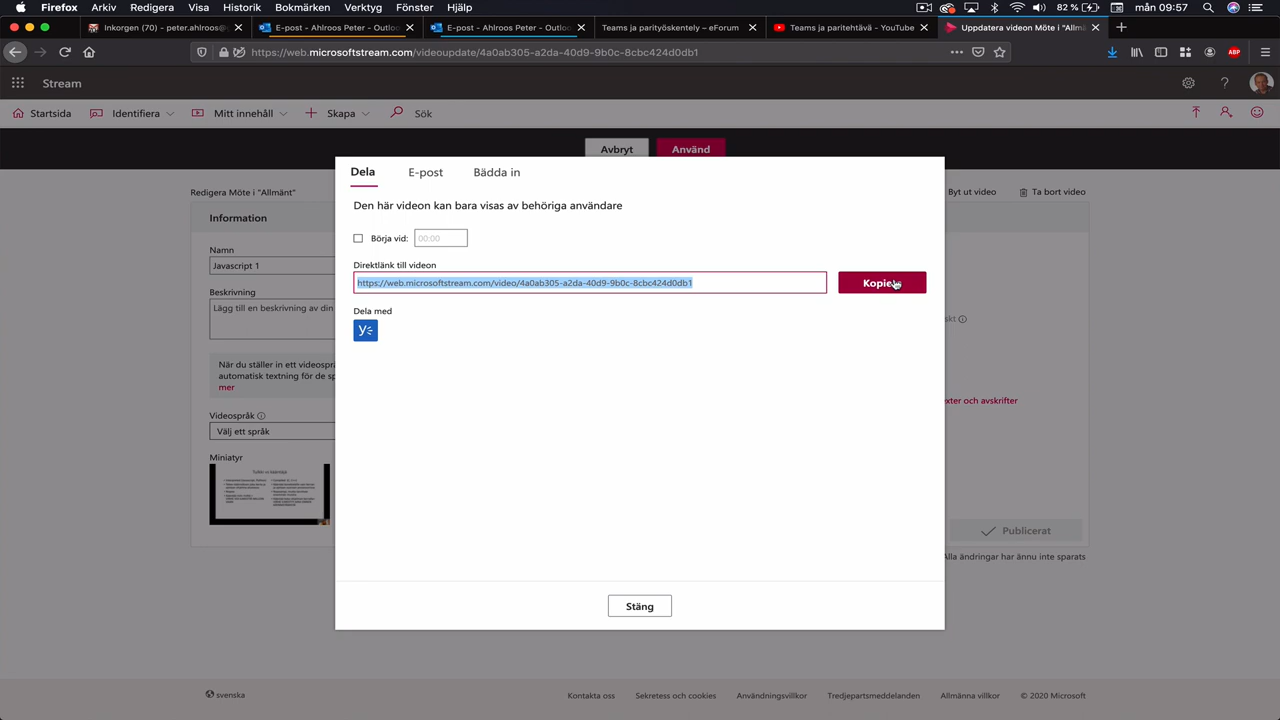 Firefox Arkiv Redigera Visa Historik Bokmärken Verktyg Fönster Hjälp 82 % mån 09:57
Inkorgen (70) - peter.ahlroos@ E-post - Ahlroos Peter - Outloo E-post - Ahlroos Peter - Outloo Teams ja parityöskentely - eForum Teams ja paritehtävä - YouTube Uppdatera videon Möte i "Allmä
https://web.microsoftstream.com/videoupdate/4a0ab305-a2da-40d9-9b0c-8cbc424d0db1 ABP
Stream
Startsida Identifiera Mitt innehåll Skapa Sök
Avbryt Använd
Redigera Möte i "Allmänt" Byt ut video Ta bort video
Information
Namn
Javascript 1
Beskrivning
Lägg till en beskrivning av din
När du ställer in ett videosprå
automatisk textning för de s
mer
Videospråk
Välj ett språk
Miniatyr
Dela E-post Bädda in
Den här videon kan bara visas av behöriga användare
Börja vid: 00:00
Direktlänk till videon
https://web.microsoftstream.com/video/4a0ab305-a2da-40d9-9b0c-8cbc424d0db1
Kopiera
Dela med
Stäng
skt
exter och avskrifter
Publicerat
Alla ändringar har ännu inte sparats
svenska Kontakta oss Sekretess och cookies Användningsvillkor Tredjepartsmeddelanden Allmänna villkor © 2020 Microsoft